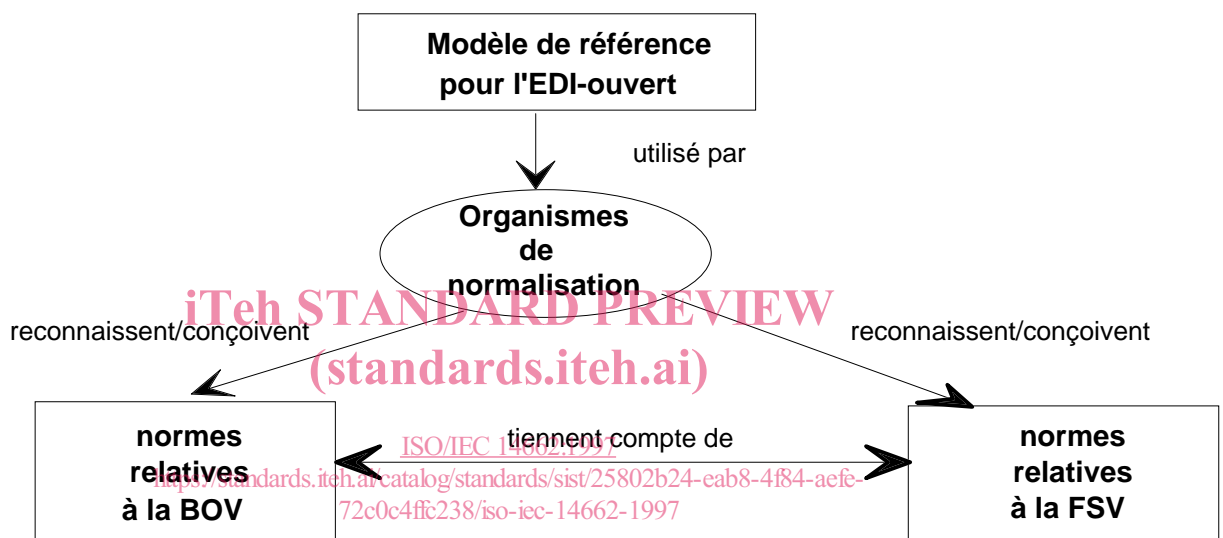 Modèle de référence
pour l'EDI-ouvert
utilisé par
Organismes
de
normalisation
iTeh STANDARD PREVIEW
reconnaissent/conçoivent
reconnaissent/conçoivent
(standards.iteh.ai)
normes
relatives
à la BOV
tiennent compte de
ISO/IEC 14662:1997
https://standards.iteh.ai/catalog/standards/sist/25802b24-eab8-4f84-aefe-
72c0c4ffc238/iso-iec-14662-1997
normes
relatives
à la FSV